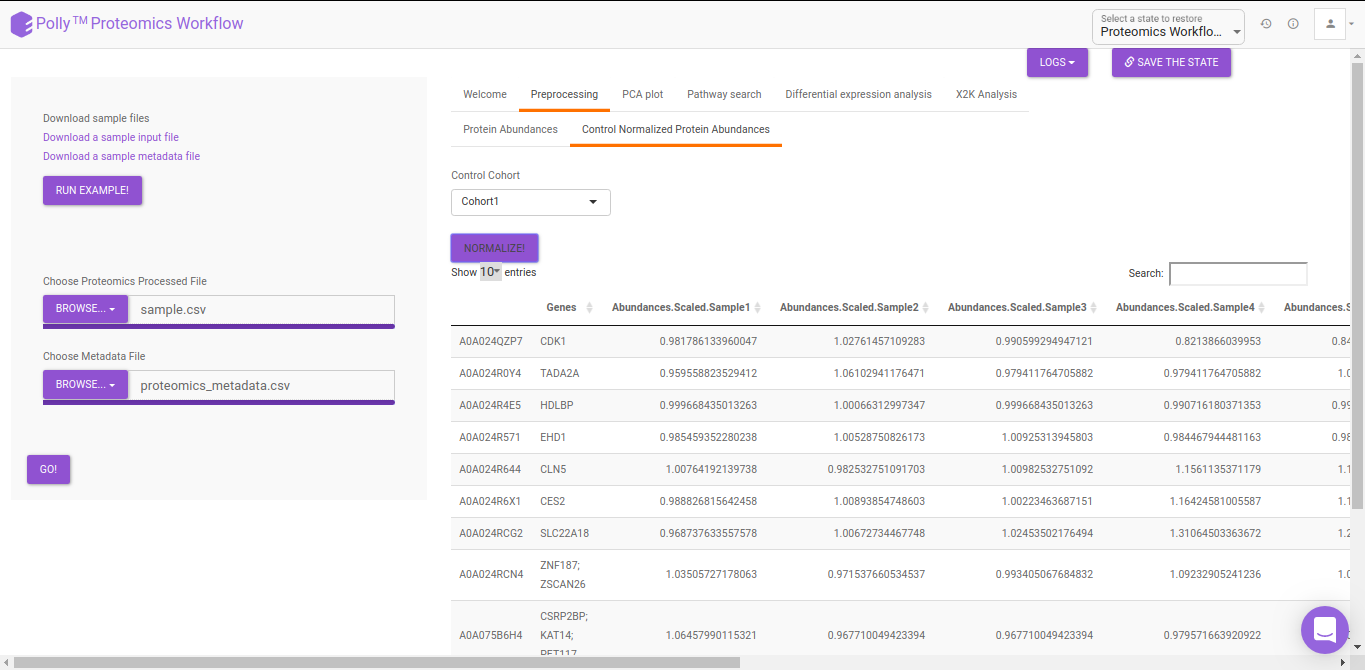 Polly™ Proteomics Workflow
Select a state to restore
Proteomics Workflo...
LOGS
SAVE THE STATE
Download sample files
Download a sample input file
Download a sample metadata file
RUN EXAMPLE!
Choose Proteomics Processed File
BROWSE... sample.csv
Choose Metadata File
BROWSE... proteomics_metadata.csv
GO!
Welcome Preprocessing PCA plot Pathway search Differential expression analysis X2K Analysis
Protein Abundances Control Normalized Protein Abundances
Control Cohort
Cohort1
NORMALIZE!
Show 10 entries
Search:
Genes Abundances.Scaled.Sample1 Abundances.Scaled.Sample2 Abundances.Scaled.Sample3 Abundances.Scaled.Sample4 Abundances.S
A0A024QZP7 CDK1 0.981786133960047 1.02761457109283 0.990599294947121 0.8213866039953 0.84
A0A024R0Y4 TADA2A 0.959558823529412 1.06102941176471 0.979411764705882 0.979411764705882 1.0
A0A024R4E5 HDLBP 0.999668435013263 1.00066312997347 0.999668435013263 0.990716180371353 0.99
A0A024R571 EHD1 0.985459352280238 1.00528750826173 1.00925313945803 0.984467944481163 0.98
A0A024R644 CLN5 1.00764192139738 0.982532751091703 1.00982532751092 1.1561135371179 1.1
A0A024R6X1 CES2 0.988826815642458 1.00893854748603 1.00223463687151 1.16424581005587 1.1
A0A024RCG2 SLC22A18 0.968737633557578 1.00672734467748 1.02453502176494 1.31064503363672 1.2
ZNF187;
A0A024RCN4 1.03505727178063 0.971537660534537 0.993405067684832 1.09232905241236 1.0
ZSCAN26
CSRP2BP;
A0A075B6H4 KAT14; 1.06457990115321 0.967710049423394 0.967710049423394 0.979571663920922 0.9
PET117